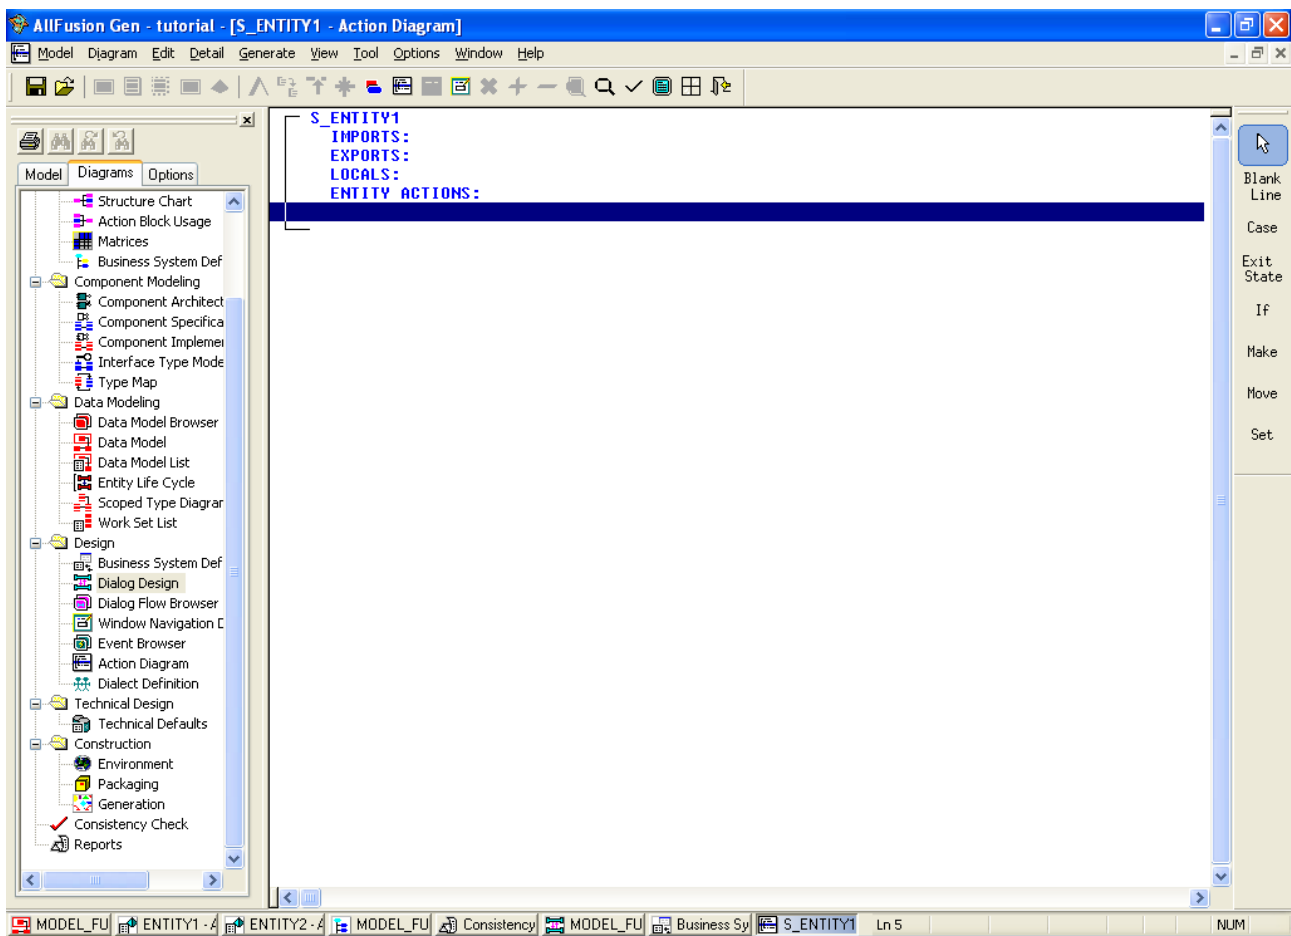 AllFusion Gen - tutorial - [S_ENTITY1 - Action Diagram]
Model Diagram Edit Detail Generate View Tool Options Window Help
Model Diagrams Options
Structure Chart
Action Block Usage
Matrices
Business System Def
Component Modeling
Component Architect
Component Specifica
Component Implemer
Interface Type Mode
Type Map
Data Modeling
Data Model Browser
Data Model
Data Model List
Entity Life Cycle
Scoped Type Diagrar
Work Set List
Design
Business System Def
Dialog Design
Dialog Flow Browser
Window Navigation D
Event Browser
Action Diagram
Dialect Definition
Technical Design
Technical Defaults
Construction
Environment
Packaging
Generation
Consistency Check
Reports
S_ENTITY1
IMPORTS:
EXPORTS:
LOCALS:
ENTITY ACTIONS:
Blank
Line
Case
Exit
State
If
Make
Move
Set
MODEL_FU ENTITY1 - A ENTITY2 - A MODEL_FU Consistency MODEL_FU Business Sy S_ENTITY1 Ln 5 NUM